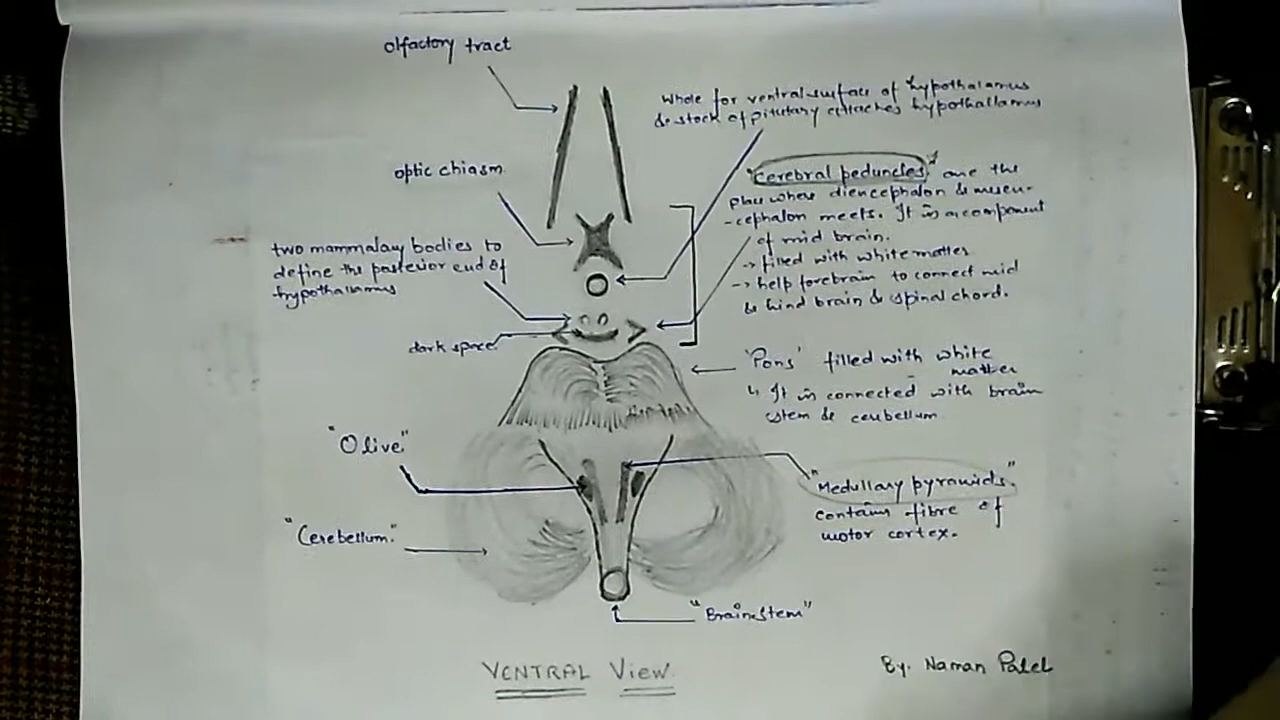 olfactory tract
Whole for ventral surface of hypothalamus
& stock of pitutary attaches hypothallamus
optic chiasm
"cerebral peduncles" are the
place where diencephalon & mesen-
-cephalon meets. It is a component
of mid brain.
→ filled with white matter
→ help forebrain to connect mid
& hind brain & spinal chord.
two mammalary bodies to
define the posterior end of
hypothallamus
dark space
'Pons' filled with white
matter
↳ It is connected with brain
stem & cerebellum
"Olive"
"Medullary pyramids"
contains fibre of
motor cortex.
"Cerebellum."
"Brainstem"
VENTRAL View
By. Naman Patel